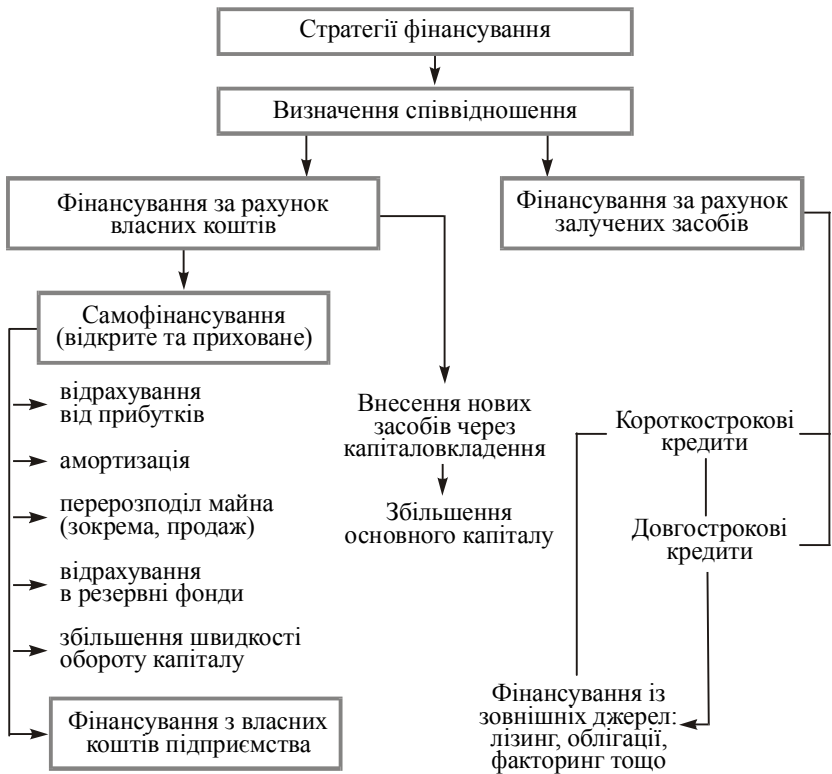 Стратегії фінансування
Визначення співвідношення
Фінансування за рахунок
власних коштів
Фінансування за рахунок
залучених засобів
Самофінансування
(відкрите та приховане)
відрахування
від прибутків
амортизація
перерозподіл майна
(зокрема, продаж)
відрахування
в резервні фонди
збільшення швидкості
обороту капіталу
Фінансування з власних
коштів підприємства
Внесення нових
засобів через
капіталовкладення
Збільшення
основного капіталу
Короткострокові
кредити
Довгострокові
кредити
Фінансування із
зовнішніх джерел:
лізинг, облігації,
факторинг тощо